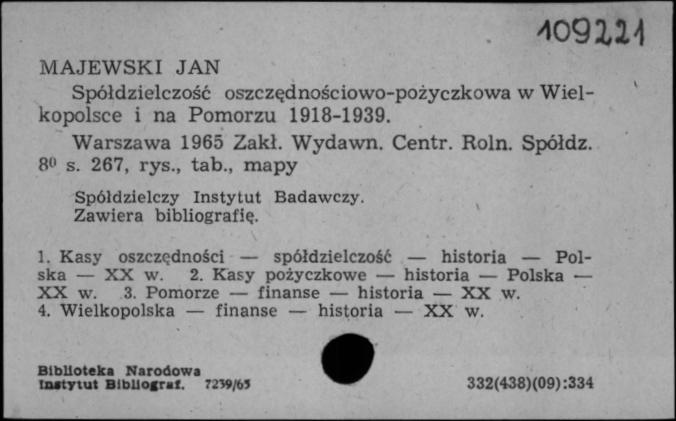 109221
MAJEWSKI JAN
Spółdzielczość oszczędnościowo-pożyczkowa w Wiel-
kopolsce i na Pomorzu 1918-1939.
Warszawa 1965 Zakł. Wydawn. Centr. Roln. Spółdz.
8⁰ s. 267, rys., tab., mapy
Spółdzielczy Instytut Badawczy.
Zawiera bibliografię.
1. Kasy oszczędności — spółdzielczość — historia — Pol-
ska — XX w. 2. Kasy pożyczkowe — historia — Polska —
XX w. 3. Pomorze — finanse — historia — XX w.
4. Wielkopolska — finanse — historia — XX w.
Biblioteka Narodowa
Instytut Bibliograf. 7239/65 332(438)(09):334